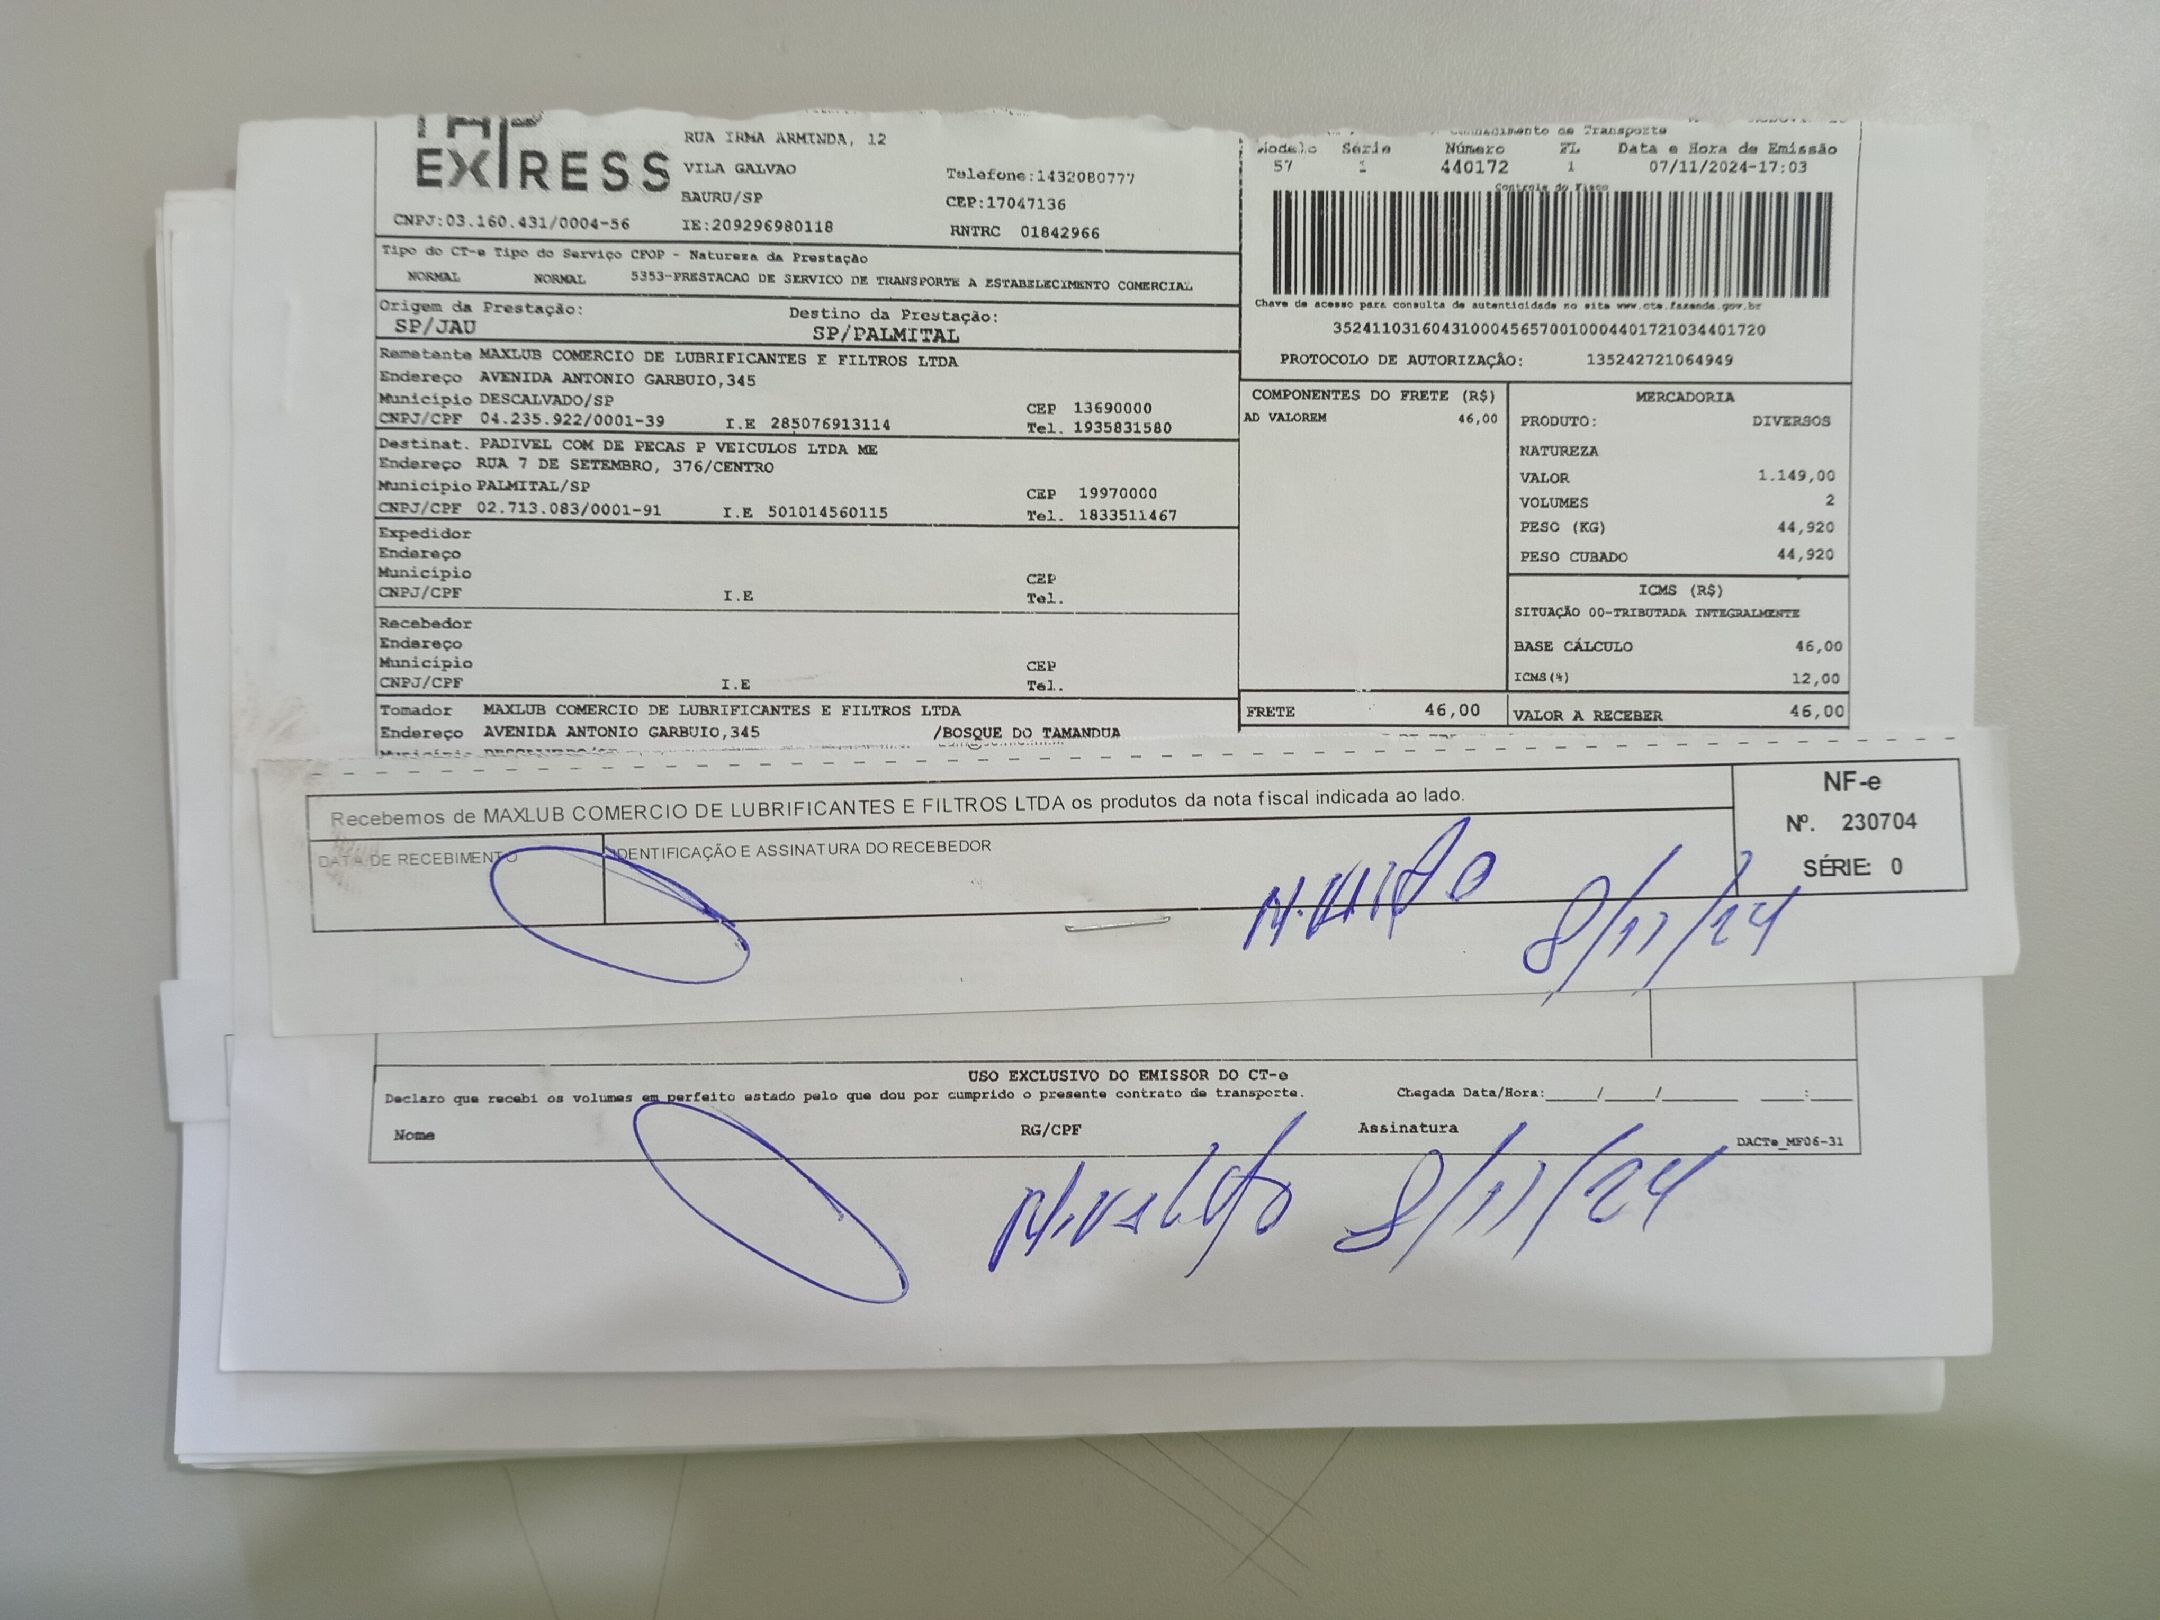 EXPRESS
RUA IRMA ARMINDA, 12
VILA GALVAO
BAURU/SP
Telefone:1432080777
CEP:17047136
CNPJ:03.160.431/0004-56
IE:209296980118
RNTRC 01842966
Conhecimento de Transporte
Modelo Série Número FL Data e Hora de Emissão
57 1 440172 1 07/11/2024-17:03
Controle do Fisco
Tipo do CT-e Tipo do Serviço CFOP - Natureza da Prestação
NORMAL NORMAL 5353-PRESTACAO DE SERVICO DE TRANSPORTE A ESTABELECIMENTO COMERCIAL
Origem da Prestação: Destino da Prestação:
SP/JAU SP/PALMITAL
Chave de acesso para consulta de autenticidade no site www.cte.fazenda.gov.br
35241103160431000456570010004401721034401720
PROTOCOLO DE AUTORIZAÇÃO: 135242721064949
Remetente MAXLUB COMERCIO DE LUBRIFICANTES E FILTROS LTDA
Endereço AVENIDA ANTONIO GARBUIO,345
Município DESCALVADO/SP CEP 13690000
CNPJ/CPF 04.235.922/0001-39 I.E 285076913114 Tel. 1935831580
Destinat. PADIVEL COM DE PECAS P VEICULOS LTDA ME
Endereço RUA 7 DE SETEMBRO, 376/CENTRO
Município PALMITAL/SP CEP 19970000
CNPJ/CPF 02.713.083/0001-91 I.E 501014560115 Tel. 1833511467
Expedidor
Endereço
Município CEP
CNPJ/CPF I.E Tel.
Recebedor
Endereço
Município CEP
CNPJ/CPF I.E Tel.
Tomador MAXLUB COMERCIO DE LUBRIFICANTES E FILTROS LTDA
Endereço AVENIDA ANTONIO GARBUIO,345 /BOSQUE DO TAMANDUA
COMPONENTES DO FRETE (R$)
AD VALOREM 46,00
FRETE 46,00
MERCADORIA
PRODUTO: DIVERSOS
NATUREZA
VALOR 1.149,00
VOLUMES 2
PESO (KG) 44,920
PESO CUBADO 44,920
ICMS (R$)
SITUAÇÃO 00-TRIBUTADA INTEGRALMENTE
BASE CÁLCULO 46,00
ICMS(%) 12,00
VALOR A RECEBER 46,00
Recebemos de MAXLUB COMERCIO DE LUBRIFICANTES E FILTROS LTDA os produtos da nota fiscal indicada ao lado.
DATA DE RECEBIMENTO
IDENTIFICAÇÃO E ASSINATURA DO RECEBEDOR
NF-e
Nº. 230704
SÉRIE: 0
Nivaldo 8/11/24
USO EXCLUSIVO DO EMISSOR DO CT-e
Declaro que recebi os volumes em perfeito estado pelo que dou por cumprido o presente contrato de transporte. Chegada Data/Hora:____/____/______ ___:___
Nome RG/CPF Assinatura
DACTe_MF06-31
Nivaldo 8/11/24